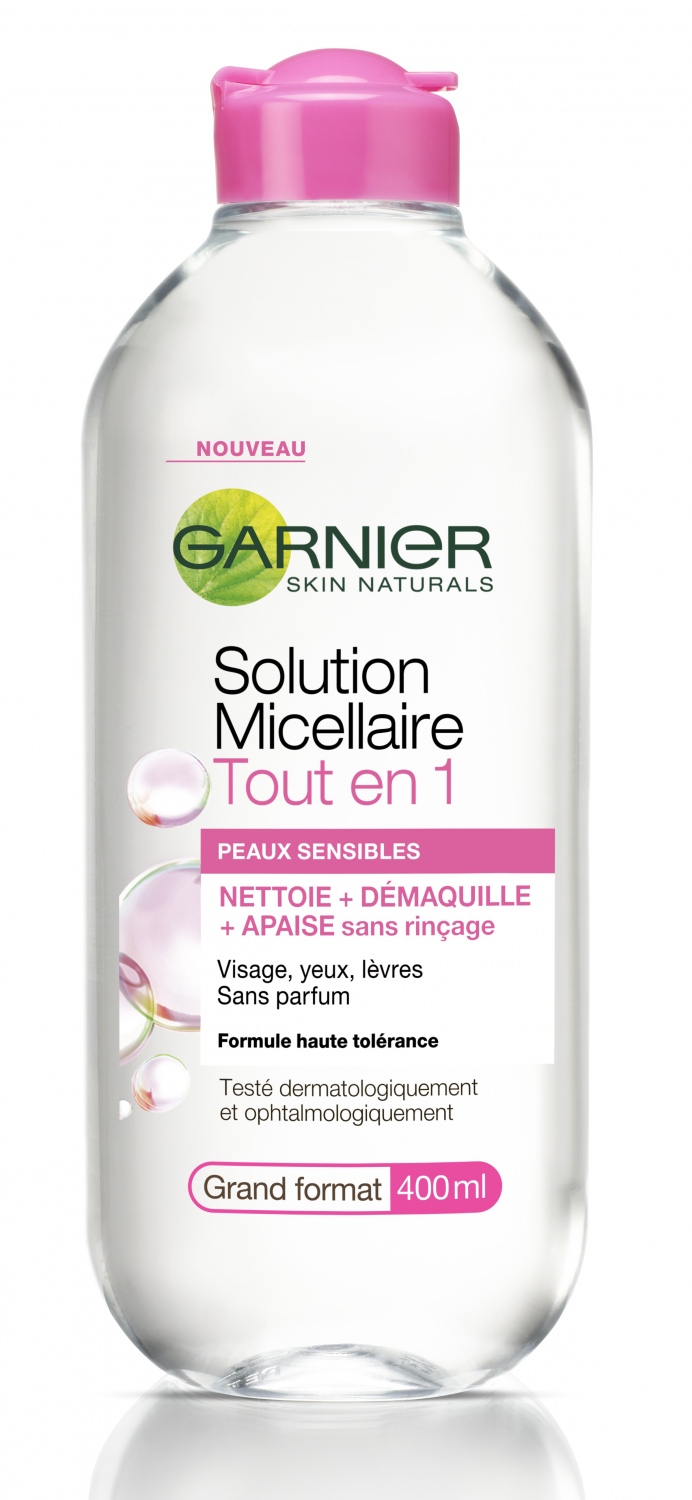 NOUVEAU
GARNIER
SKIN NATURALS
Solution
Micellaire
Tout en 1
PEAUX SENSIBLES
NETTOIE + DÉMAQUILLE
+ APAISE sans rinçage
Visage, yeux, lèvres
Sans parfum
Formule haute tolérance
Testé dermatologiquement
et ophtalmologiquement
Grand format 400ml